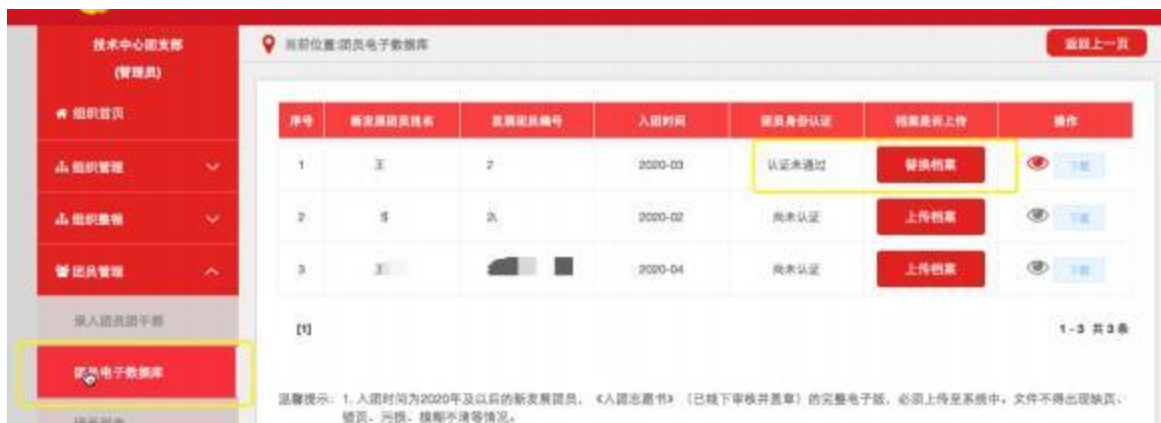 技术中心团支部
(管理员)
当前位置:团员电子数据库
返回上一页
组织首页
组织管理
组织整顿
团员管理
录入团员团干部
团员电子数据库
序号 新发展团员姓名 发展团员编号 入团时间 团员身份认证 档案是否上传 操作
1 王 2020-03 认证未通过 替换档案 下载
2 2020-02 尚未认证 上传档案 下载
3 王 2020-04 尚未认证 上传档案 下载
[1]
1-3 共3条
温馨提示: 1. 入团时间为2020年及以后的新发展团员, 《入团志愿书》(已线下审核并盖章)的完整电子版, 必须上传至系统中。文件不得出现缺页、
错页、污损、模糊不清等情况。